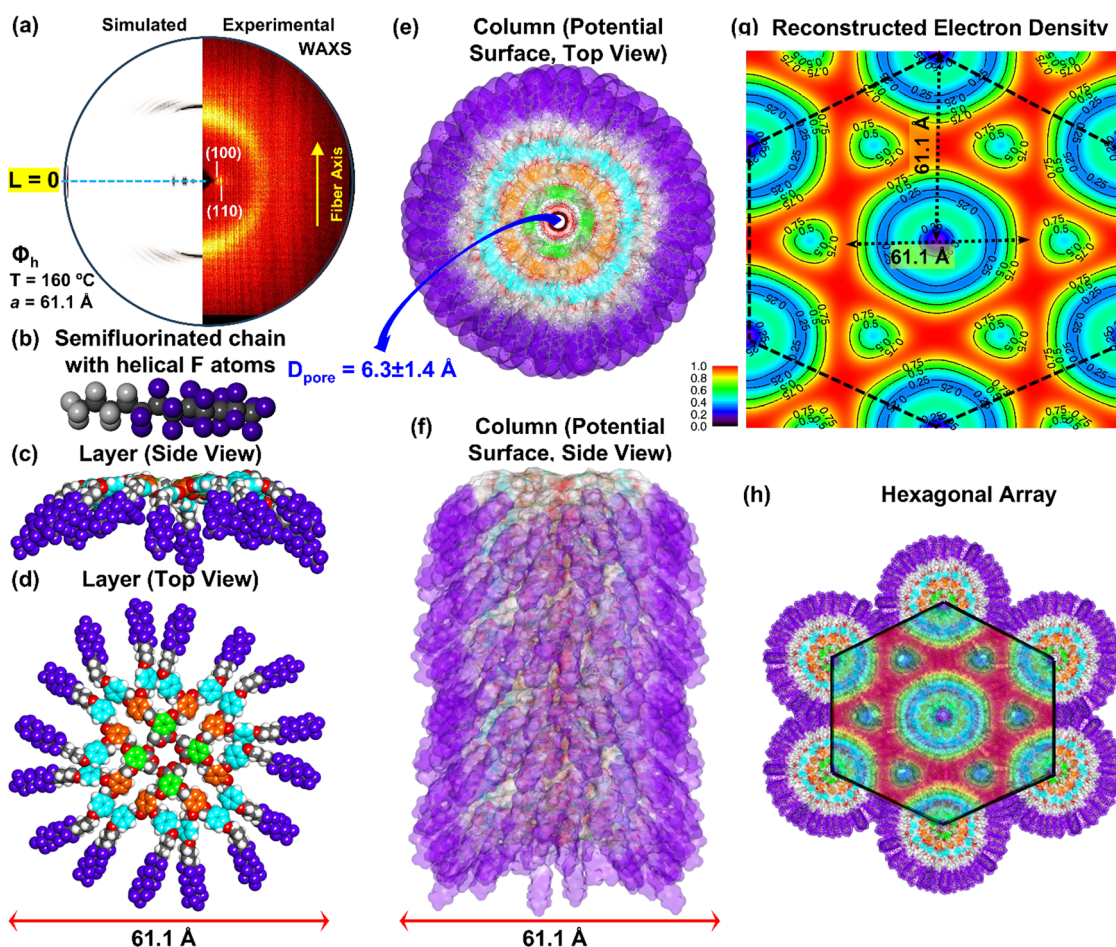 (a)
Simulated
Experimental
WAXS
(100)
(110)
L = 0
Fiber Axis
Φh
T = 160 ºC
a = 61.1 Å
(b)
Semifluorinated chain
with helical F atoms
(c)
Layer (Side View)
(d)
Layer (Top View)
61.1 Å
(e)
Column (Potential
Surface, Top View)
Dpore = 6.3±1.4 Å
(f)
Column (Potential
Surface, Side View)
61.1 Å
(g)
Reconstructed Electron Density
61.1 Å
61.1 Å
0.75
0.5
0.25
1.0
0.8
0.6
0.4
0.2
0.0
(h)
Hexagonal Array